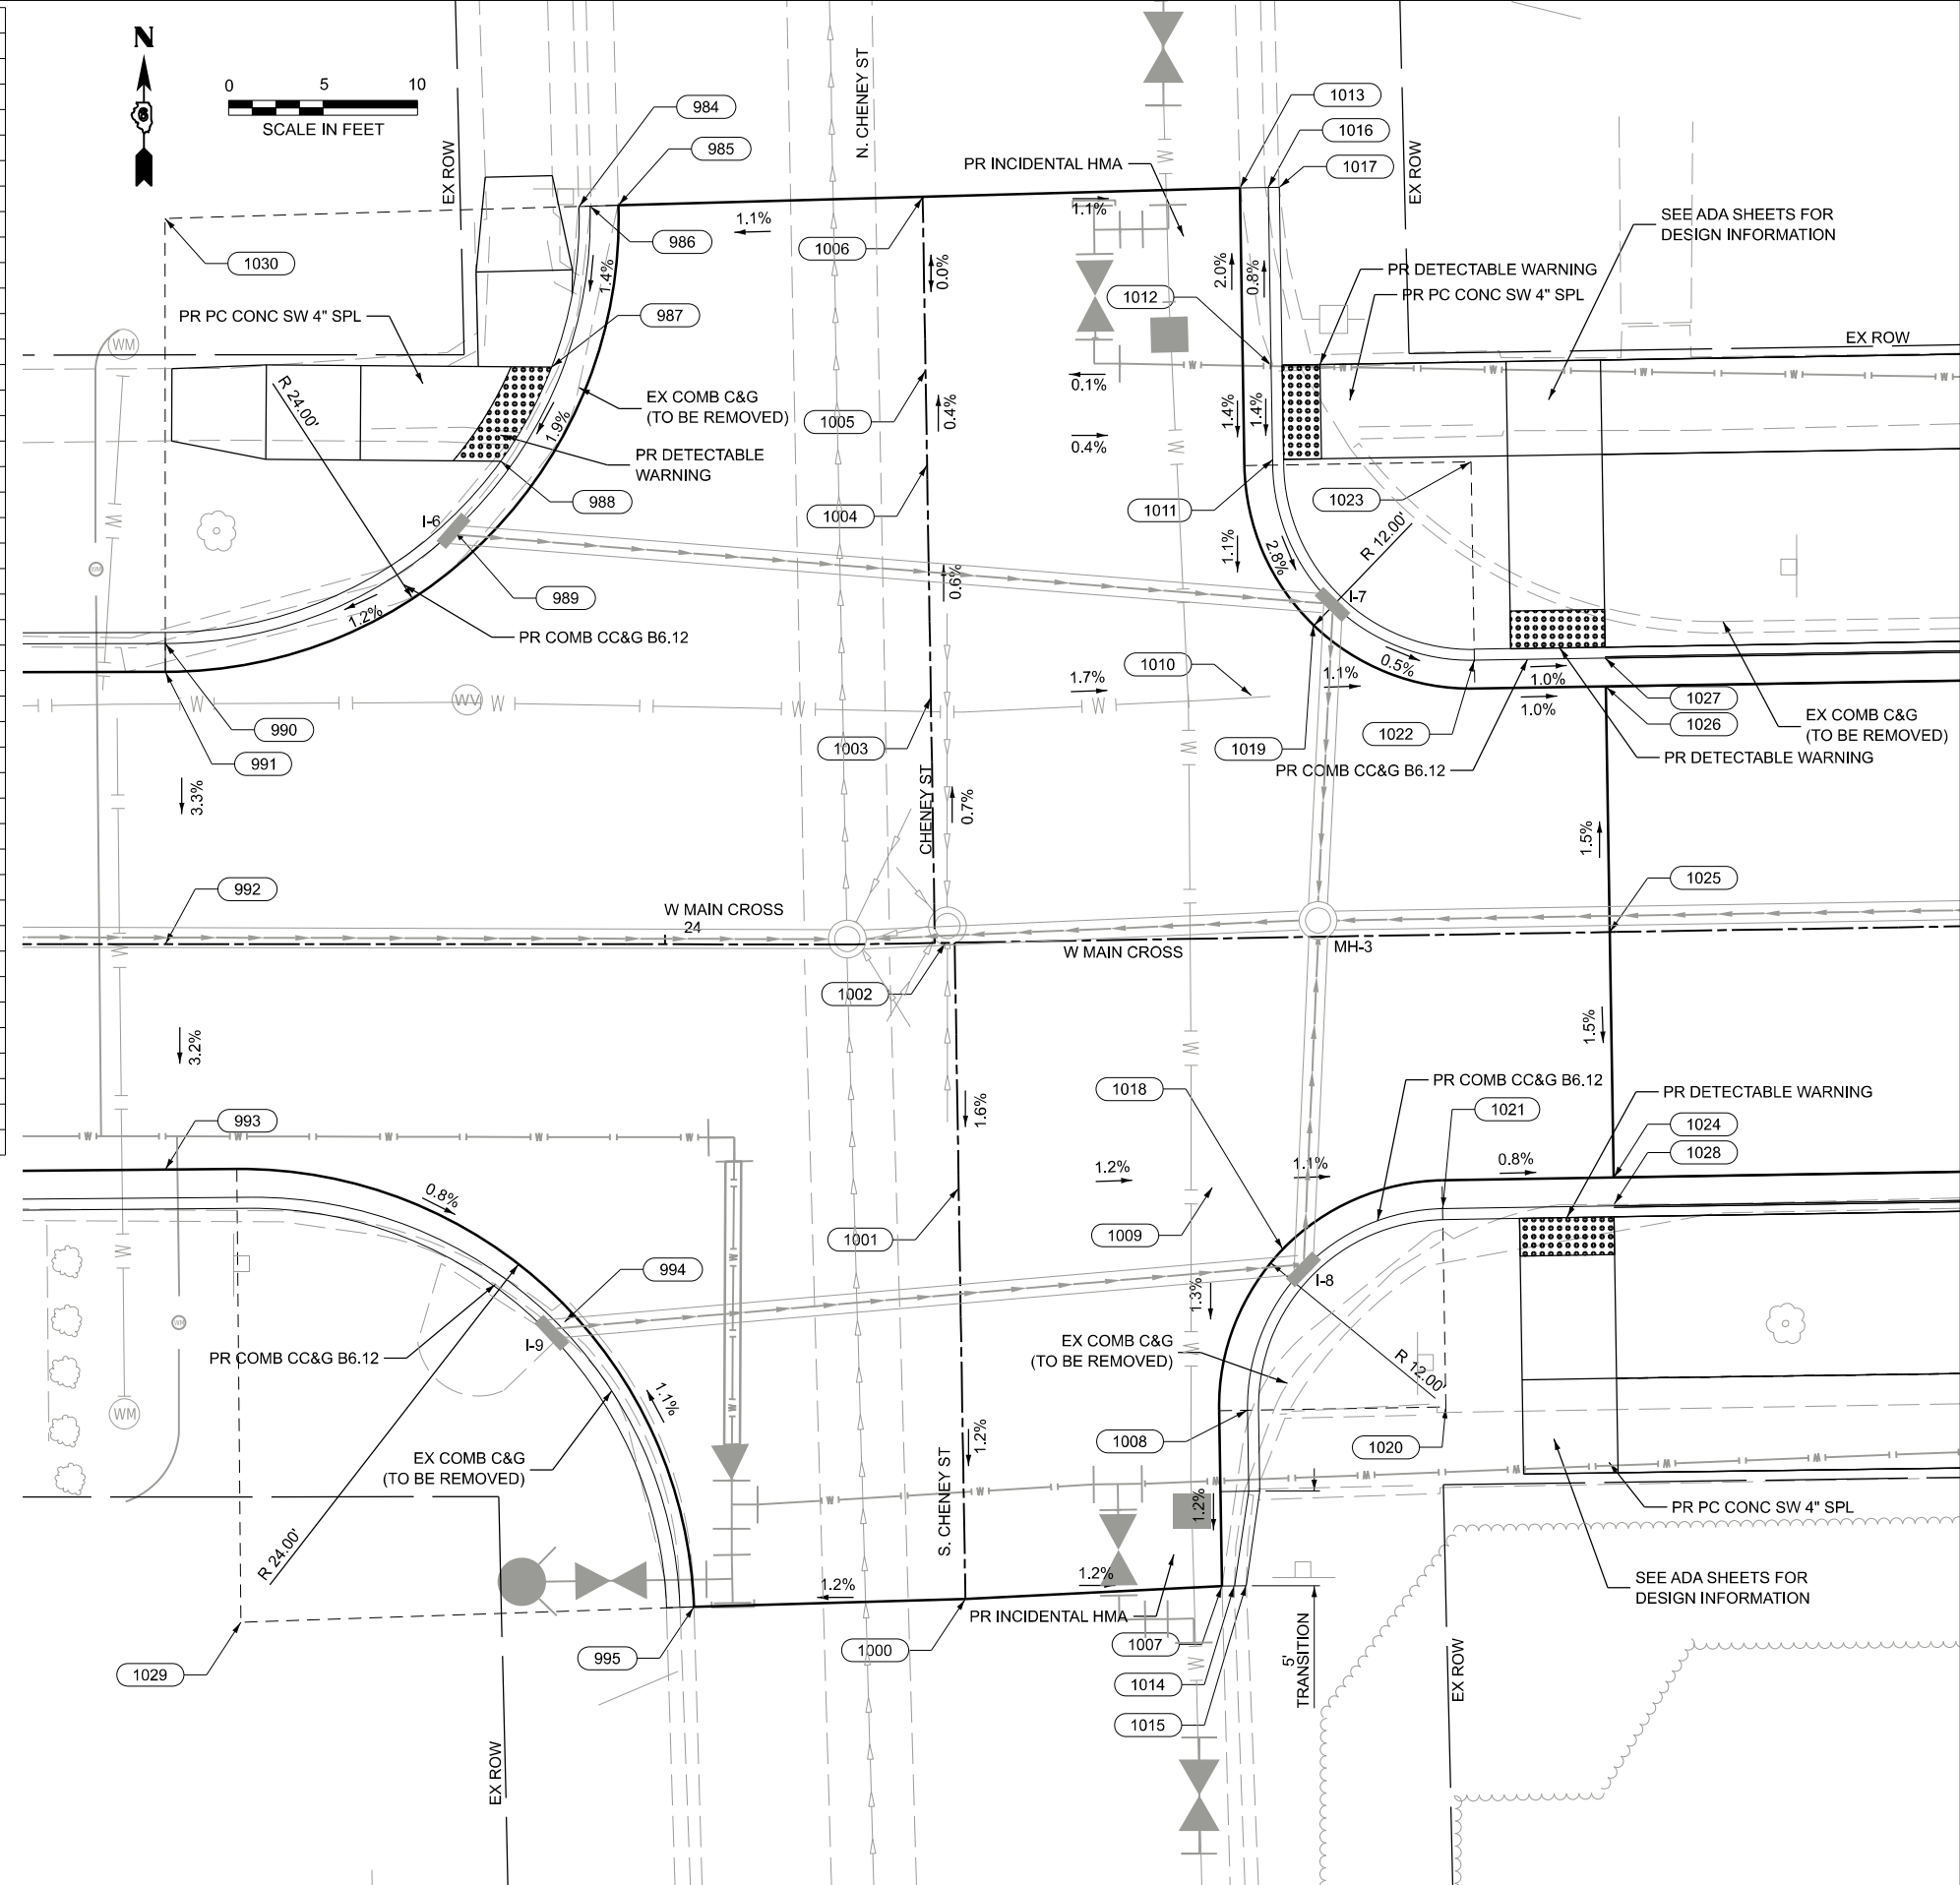 N
0 5 10
SCALE IN FEET
EX ROW
984
985
986
1030
987
988
989
990
991
PR PC CONC SW 4" SPL
R 24.00'
EX COMB C&G
(TO BE REMOVED)
PR DETECTABLE
WARNING
I-6
PR COMB CC&G B6.12
1.4%
1.9%
1.2%
WM
W
WV
N. CHENEY ST
1.1%
1006
1.1%
0.0%
1005
0.4%
1004
0.6%
0.1%
0.4%
PR INCIDENTAL HMA
1013
1016
1017
EX ROW
SEE ADA SHEETS FOR
DESIGN INFORMATION
PR DETECTABLE WARNING
PR PC CONC SW 4" SPL
1012
2.0%
0.8%
EX ROW
1.4%
1.4%
1011
1023
R 12.00'
1.1%
2.8%
I-7
1010
1.7%
0.5%
1.1%
1.0%
1.0%
1027
1026
EX COMB C&G
(TO BE REMOVED)
PR DETECTABLE WARNING
1022
1019
PR COMB CC&G B6.12
1003
CHENEY ST
0.7%
3.3%
992
W MAIN CROSS
24
1002
W MAIN CROSS
MH-3
1025
1.5%
1.5%
3.2%
993
1.6%
1018
PR COMB CC&G B6.12
1021
PR DETECTABLE WARNING
1024
1028
0.8%
1.2%
1.1%
0.8%
1009
1001
994
I-9
I-8
1.3%
PR COMB CC&G B6.12
EX COMB C&G
(TO BE REMOVED)
R 12.00'
1.1%
WM
1008
1020
EX COMB C&G
(TO BE REMOVED)
1.2%
1.2%
PR PC CONC SW 4" SPL
S. CHENEY ST
R 24.00'
1.2%
1.2%
SEE ADA SHEETS FOR
DESIGN INFORMATION
PR INCIDENTAL HMA
995
1000
1007
1029
1014
1015
5'
TRANSITION
EX ROW
EX ROW